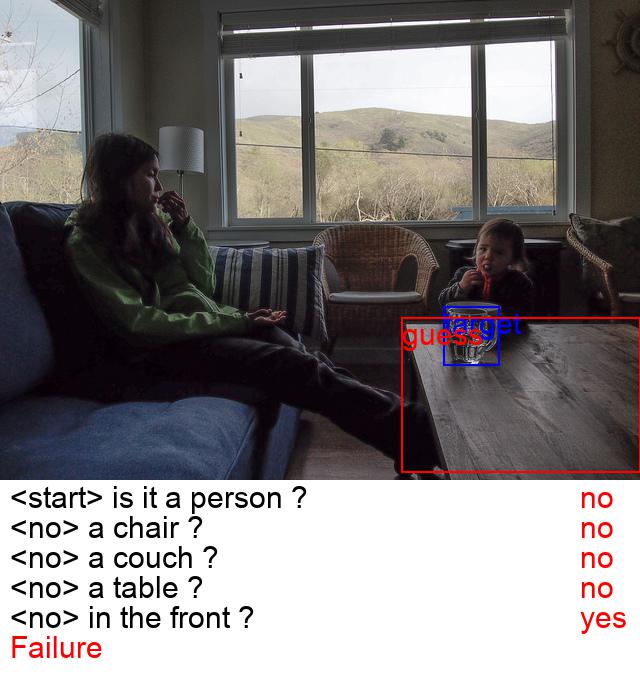 target
guess
<start> is it a person ? no
<no> a chair ? no
<no> a couch ? no
<no> a table ? no
<no> in the front ? yes
Failure